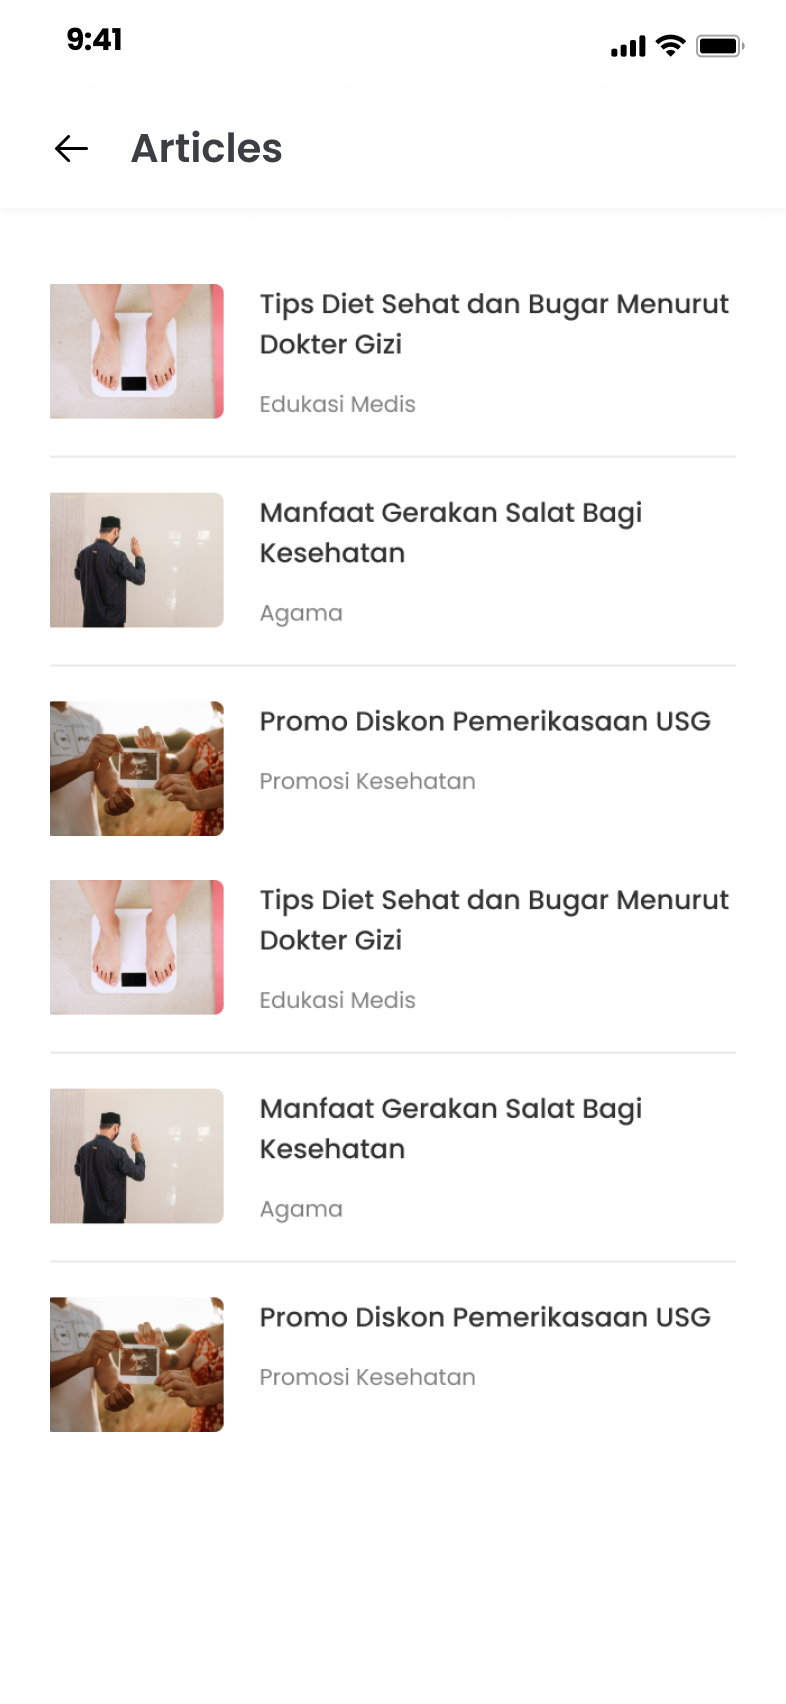 9:41
Articles
Tips Diet Sehat dan Bugar Menurut
Dokter Gizi
Edukasi Medis
Manfaat Gerakan Salat Bagi
Kesehatan
Agama
Promo Diskon Pemerikasaan USG
Promosi Kesehatan
Tips Diet Sehat dan Bugar Menurut
Dokter Gizi
Edukasi Medis
Manfaat Gerakan Salat Bagi
Kesehatan
Agama
Promo Diskon Pemerikasaan USG
Promosi Kesehatan